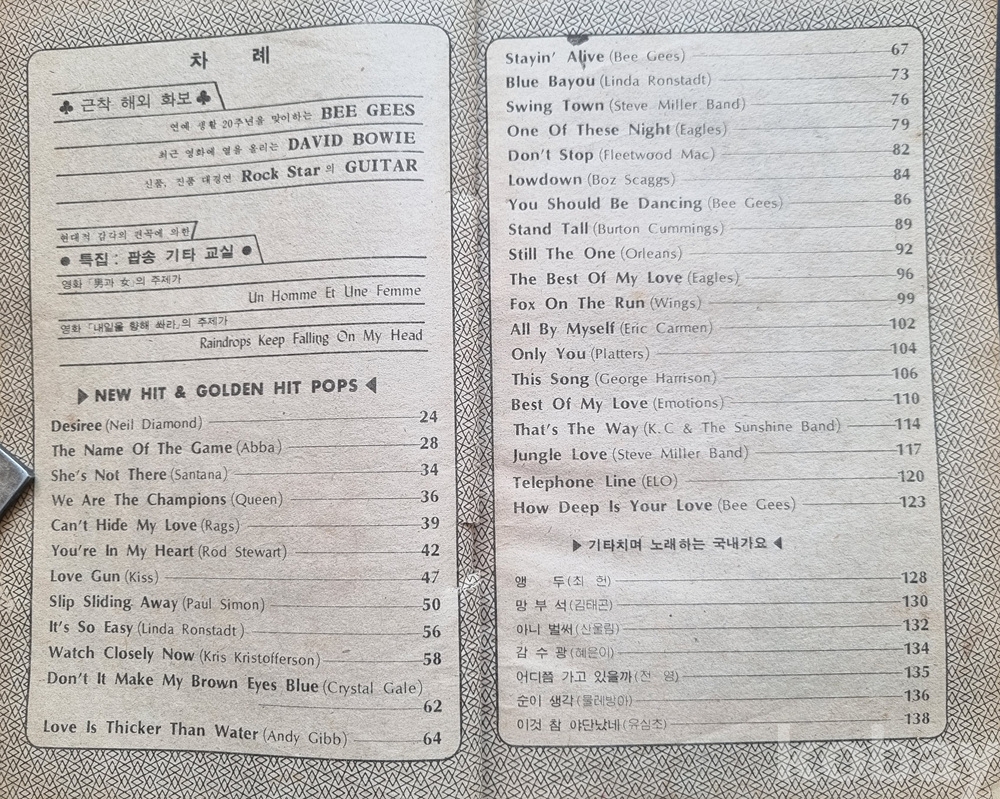 차 례
♣ 근착 해외 화보 ♣
연예 생활 20주년을 맞이하는 BEE GEES
최근 영화에 열을 올리는 DAVID BOWIE
신품, 진품 대경연 Rock Star 의 GUITAR
현대적 감각의 편곡에 의한
● 특집 : 팝송 기타 교실 ●
영화 「男과 女」의 주제가
Un Homme Et Une Femme
영화 「내일을 향해 쏴라」의 주제가
Raindrops Keep Falling On My Head
▶ NEW HIT & GOLDEN HIT POPS ◀
Desiree (Neil Diamond) 24
The Name Of The Game (Abba) 28
She's Not There (Santana) 34
We Are The Champions (Queen) 36
Can't Hide My Love (Rags) 39
You're In My Heart (Rod Stewart) 42
Love Gun (Kiss) 47
Slip Sliding Away (Paul Simon) 50
It's So Easy (Linda Ronstadt) 56
Watch Closely Now (Kris Kristofferson) 58
Don't It Make My Brown Eyes Blue (Crystal Gale)
62
Love Is Thicker Than Water (Andy Gibb) 64
Stayin' Alive (Bee Gees) 67
Blue Bayou (Linda Ronstadt) 73
Swing Town (Steve Miller Band) 76
One Of These Night (Eagles) 79
Don't Stop (Fleetwood Mac) 82
Lowdown (Boz Scaggs) 84
You Should Be Dancing (Bee Gees) 86
Stand Tall (Burton Cummings) 89
Still The One (Orleans) 92
The Best Of My Love (Eagles) 96
Fox On The Run (Wings) 99
All By Myself (Eric Carmen) 102
Only You (Platters) 104
This Song (George Harrison) 106
Best Of My Love (Emotions) 110
That's The Way (K.C & The Sunshine Band) 114
Jungle Love (Steve Miller Band) 117
Telephone Line (ELO) 120
How Deep Is Your Love (Bee Gees) 123
▶ 기타치며 노래하는 국내가요 ◀
앵 두 (최 헌) 128
망 부 석 (김태곤) 130
아니 벌써 (산울림) 132
감 수 광 (혜은이) 134
어디쯤 가고 있을까 (전 영) 135
순이 생각 (물레방아) 136
이것 참 야단났네 (유심초) 138
kobay